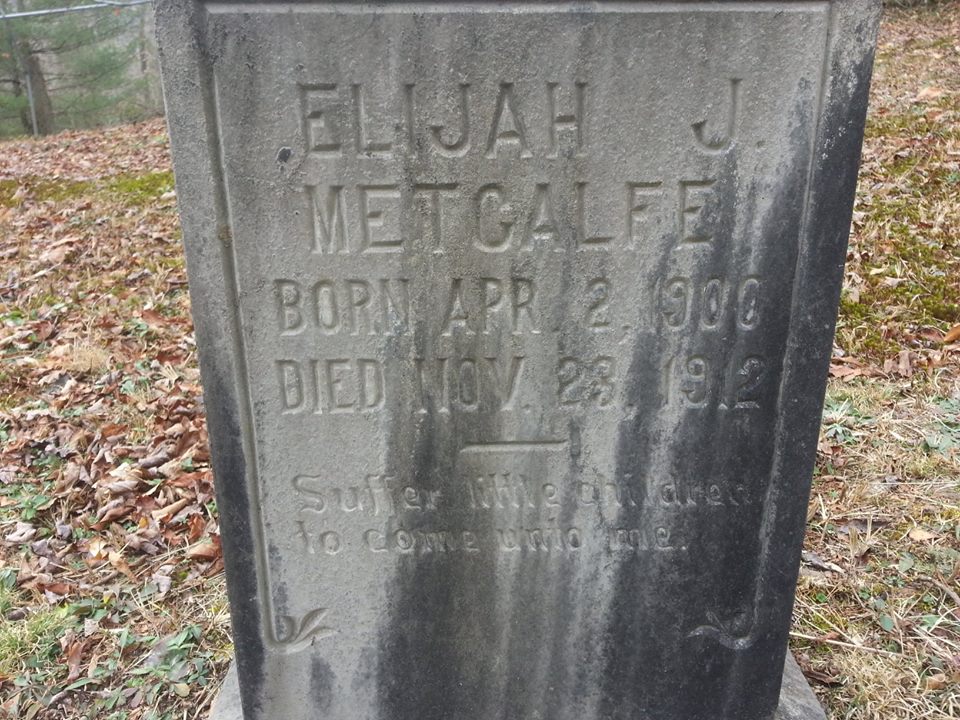 ELIJAH J.
METCALFE
BORN APR. 2, 1900
DIED NOV. 23, 1912
Suffer little children
to come unto me.